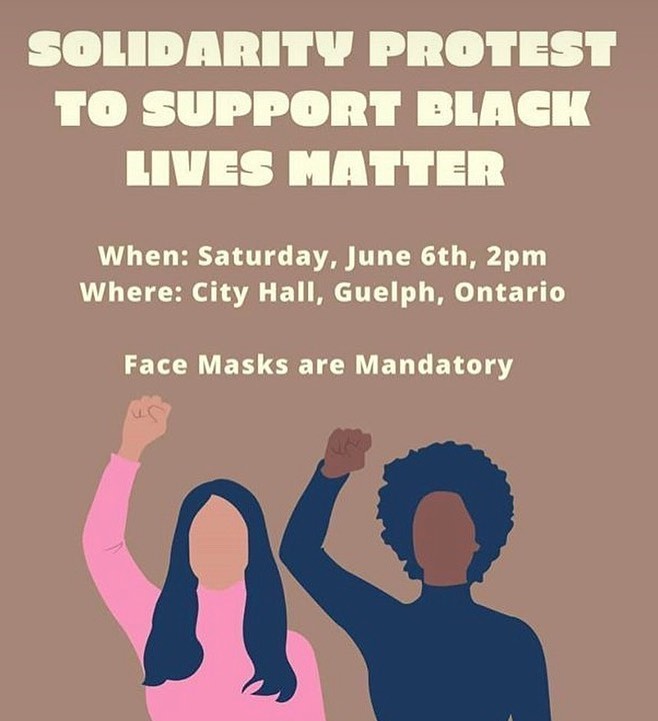 SOLIDARITY PROTEST
TO SUPPORT BLACK
LIVES MATTER
When: Saturday, June 6th, 2pm
Where: City Hall, Guelph, Ontario
Face Masks are Mandatory